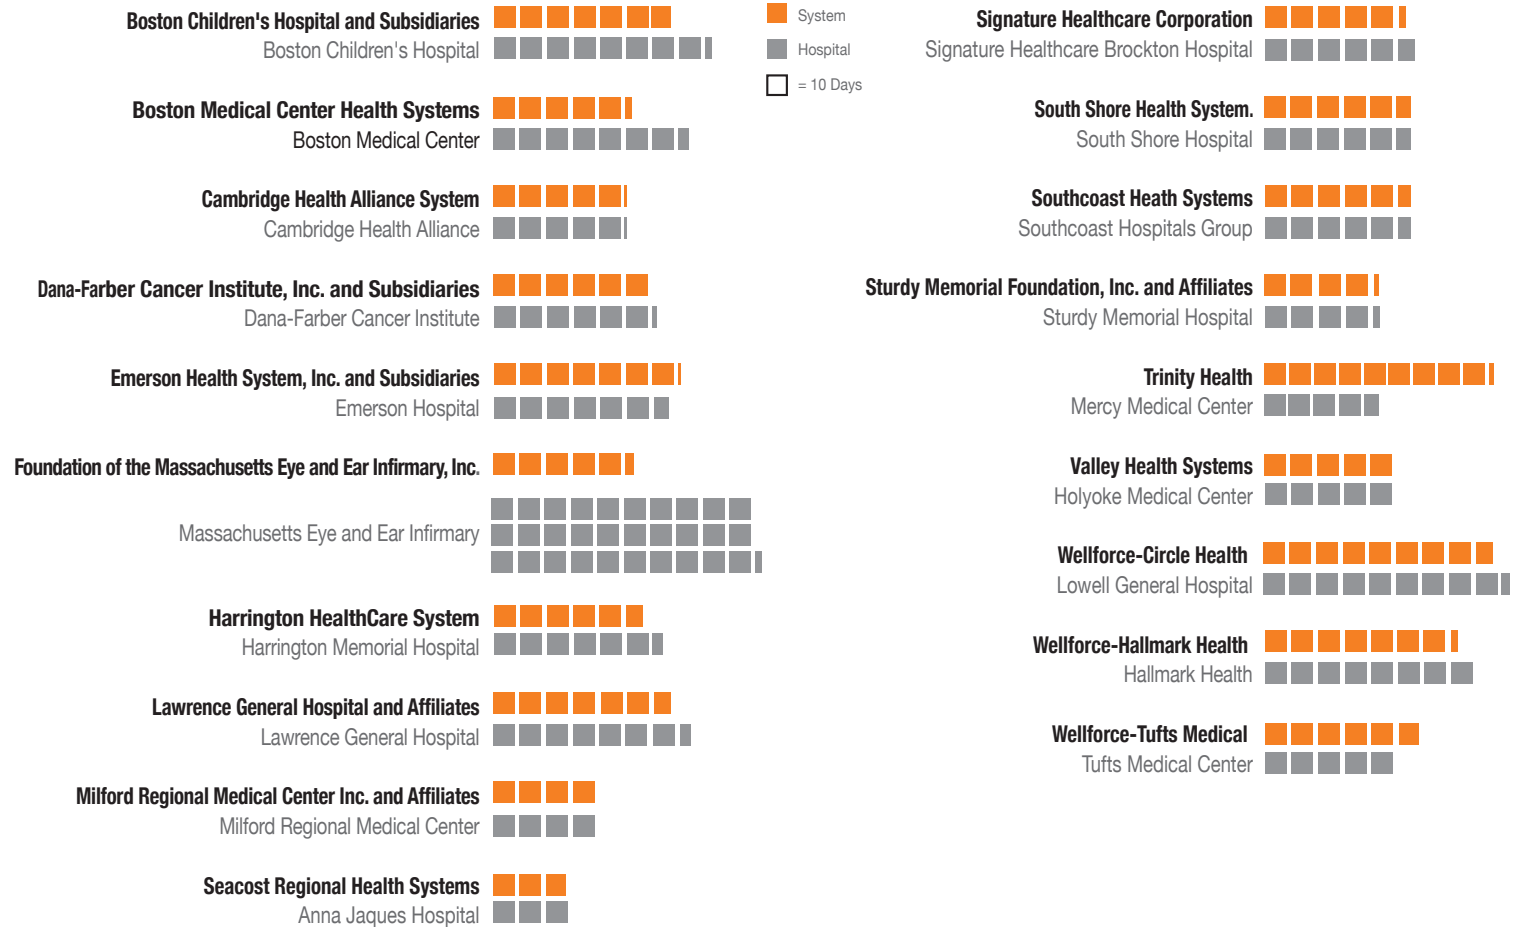 Boston Children's Hospital and Subsidiaries
Boston Children's Hospital
Boston Medical Center Health Systems
Boston Medical Center
Cambridge Health Alliance System
Cambridge Health Alliance
Dana-Farber Cancer Institute, Inc. and Subsidiaries
Dana-Farber Cancer Institute
Emerson Health System, Inc. and Subsidiaries
Emerson Hospital
Foundation of the Massachusetts Eye and Ear Infirmary, Inc.
Massachusetts Eye and Ear Infirmary
Harrington HealthCare System
Harrington Memorial Hospital
Lawrence General Hospital and Affiliates
Lawrence General Hospital
Milford Regional Medical Center Inc. and Affiliates
Milford Regional Medical Center
Seacost Regional Health Systems
Anna Jaques Hospital
System
Hospital
= 10 Days
Signature Healthcare Corporation
Signature Healthcare Brockton Hospital
South Shore Health System.
South Shore Hospital
Southcoast Heath Systems
Southcoast Hospitals Group
Sturdy Memorial Foundation, Inc. and Affiliates
Sturdy Memorial Hospital
Trinity Health
Mercy Medical Center
Valley Health Systems
Holyoke Medical Center
Wellforce-Circle Health
Lowell General Hospital
Wellforce-Hallmark Health
Hallmark Health
Wellforce-Tufts Medical
Tufts Medical Center